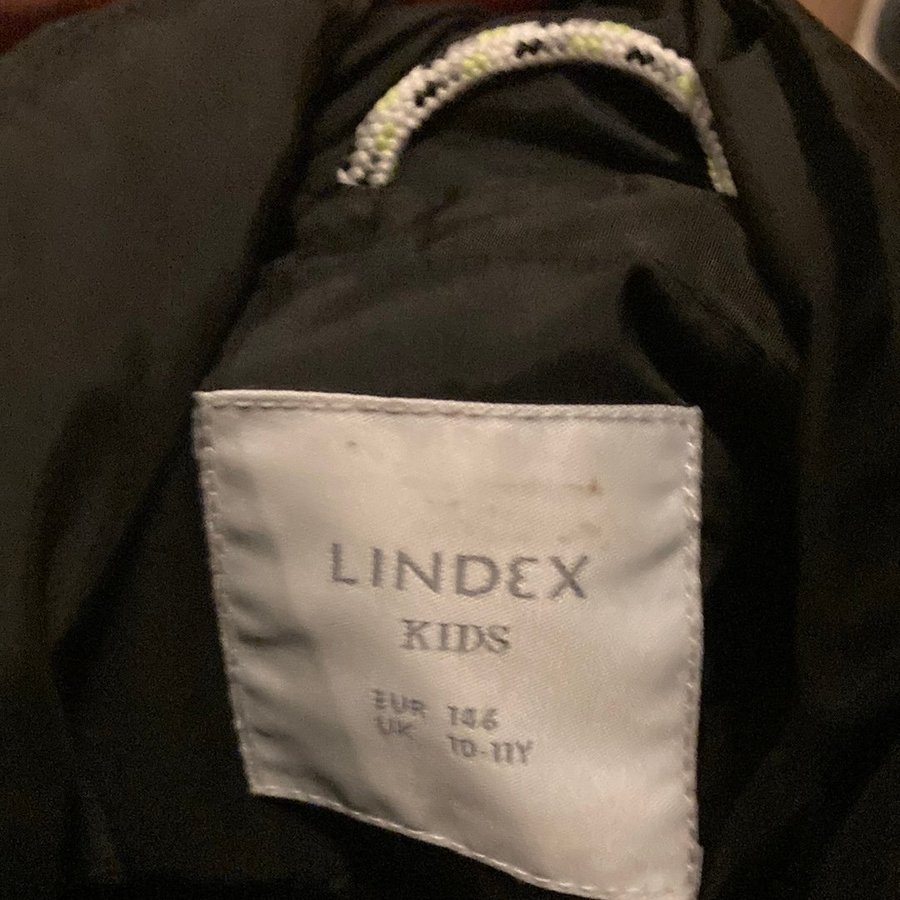 LINDEX
KIDS
EUR 146
UK 10-11Y